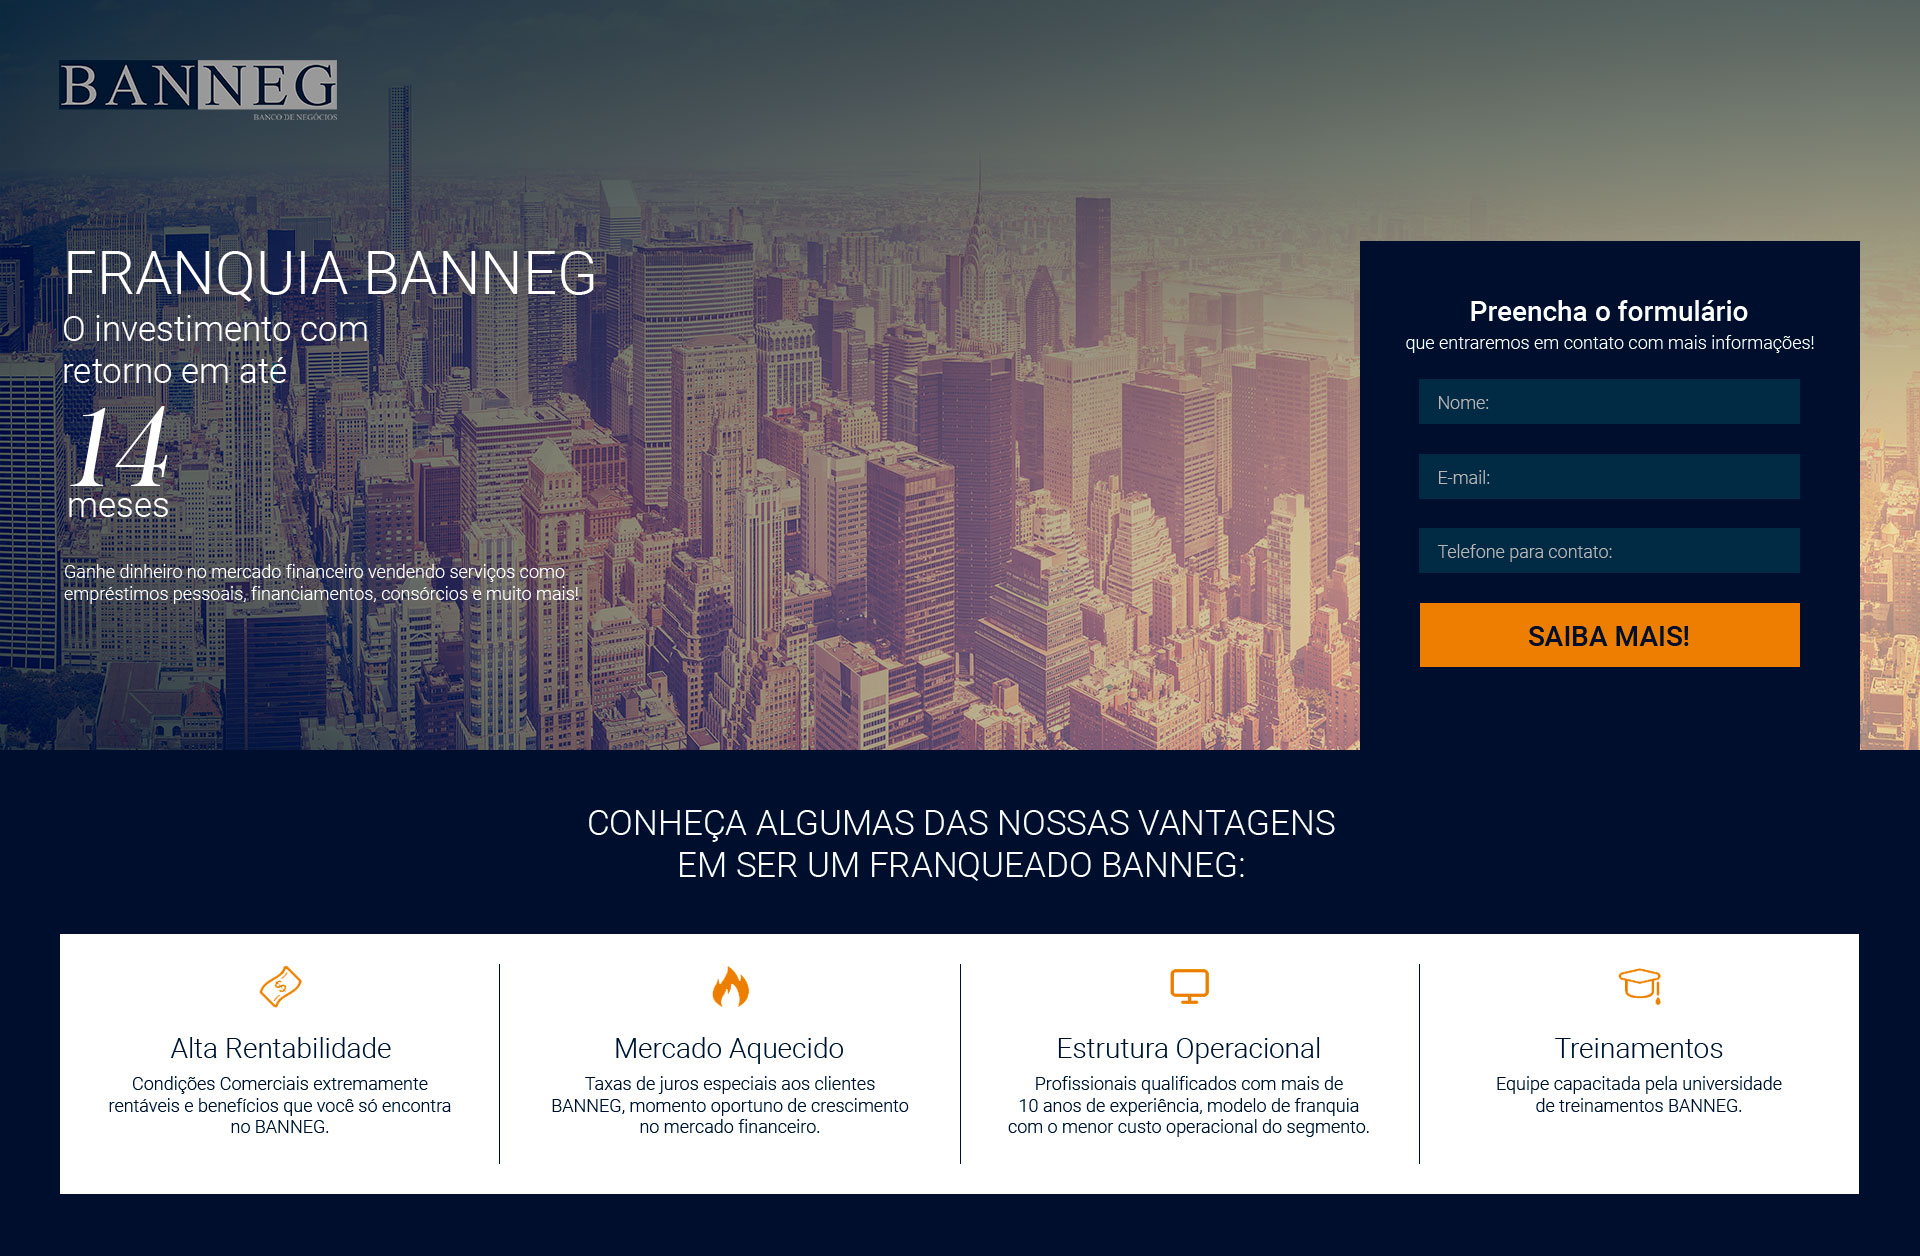 BANNEG
BANCO DE NEGÓCIOS
FRANQUIA BANNEG
O investimento com
retorno em até
14
meses
Ganhe dinheiro no mercado financeiro vendendo serviços como
empréstimos pessoais, financiamentos, consórcios e muito mais!
Preencha o formulário
que entraremos em contato com mais informações!
Nome:
E-mail:
Telefone para contato:
SAIBA MAIS!
CONHEÇA ALGUMAS DAS NOSSAS VANTAGENS
EM SER UM FRANQUEADO BANNEG:
Alta Rentabilidade
Condições Comerciais extremamente
rentáveis e benefícios que você só encontra
no BANNEG.
Mercado Aquecido
Taxas de juros especiais aos clientes
BANNEG, momento oportuno de crescimento
no mercado financeiro.
Estrutura Operacional
Profissionais qualificados com mais de
10 anos de experiência, modelo de franquia
com o menor custo operacional do segmento.
Treinamentos
Equipe capacitada pela universidade
de treinamentos BANNEG.